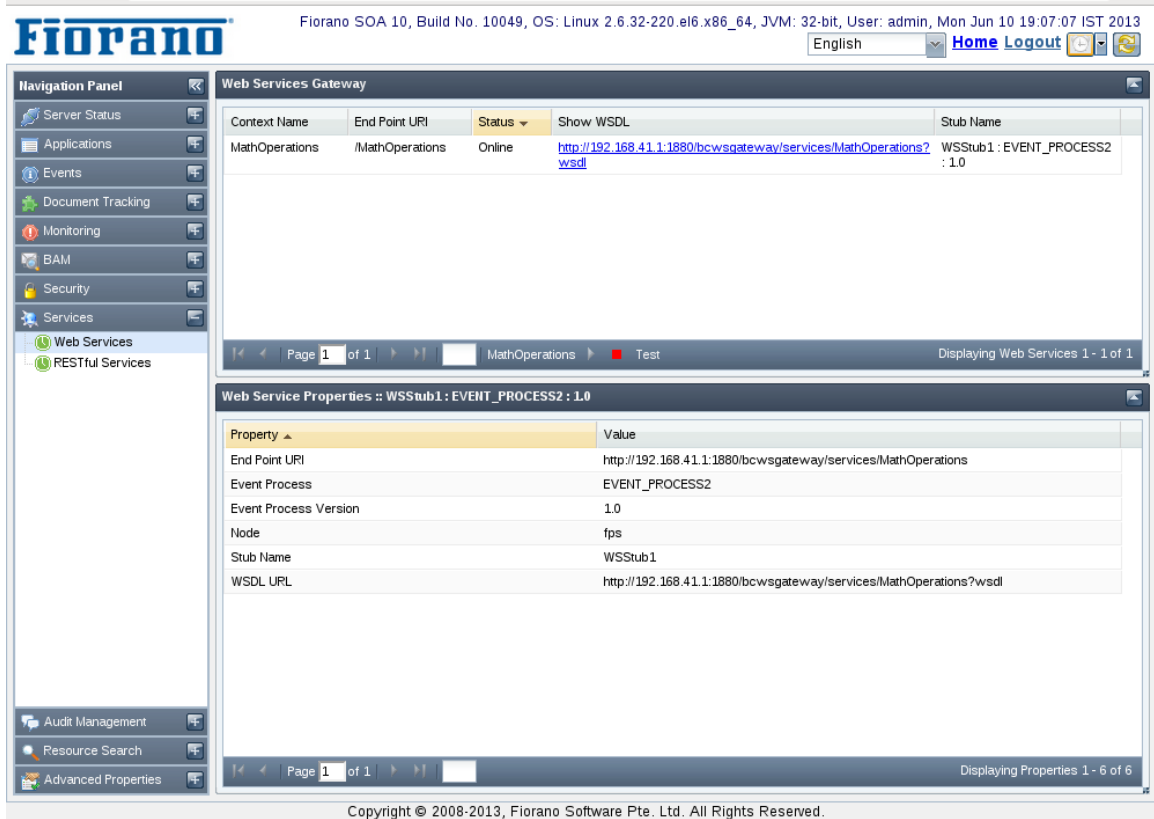 Fiorano
Fiorano SOA 10, Build No. 10049, OS: Linux 2.6.32-220.el6.x86_64, JVM: 32-bit, User: admin, Mon Jun 10 19:07:07 IST 2013
English Home Logout
Navigation Panel
Server Status
Applications
Events
Document Tracking
Monitoring
BAM
Security
Services
Web Services
RESTful Services
Audit Management
Resource Search
Advanced Properties
Web Services Gateway
Context Name End Point URI Status Show WSDL Stub Name
MathOperations /MathOperations Online http://192.168.41.1:1880/bcwsgateway/services/MathOperations? WSStub1 : EVENT_PROCESS2
wsdl : 1.0
Page 1 of 1 MathOperations Test Displaying Web Services 1 - 1 of 1
Web Service Properties :: WSStub1 : EVENT_PROCESS2 : 1.0
Property Value
End Point URI http://192.168.41.1:1880/bcwsgateway/services/MathOperations
Event Process EVENT_PROCESS2
Event Process Version 1.0
Node fps
Stub Name WSStub1
WSDL URL http://192.168.41.1:1880/bcwsgateway/services/MathOperations?wsdl
Page 1 of 1 Displaying Properties 1 - 6 of 6
Copyright © 2008-2013, Fiorano Software Pte. Ltd. All Rights Reserved.